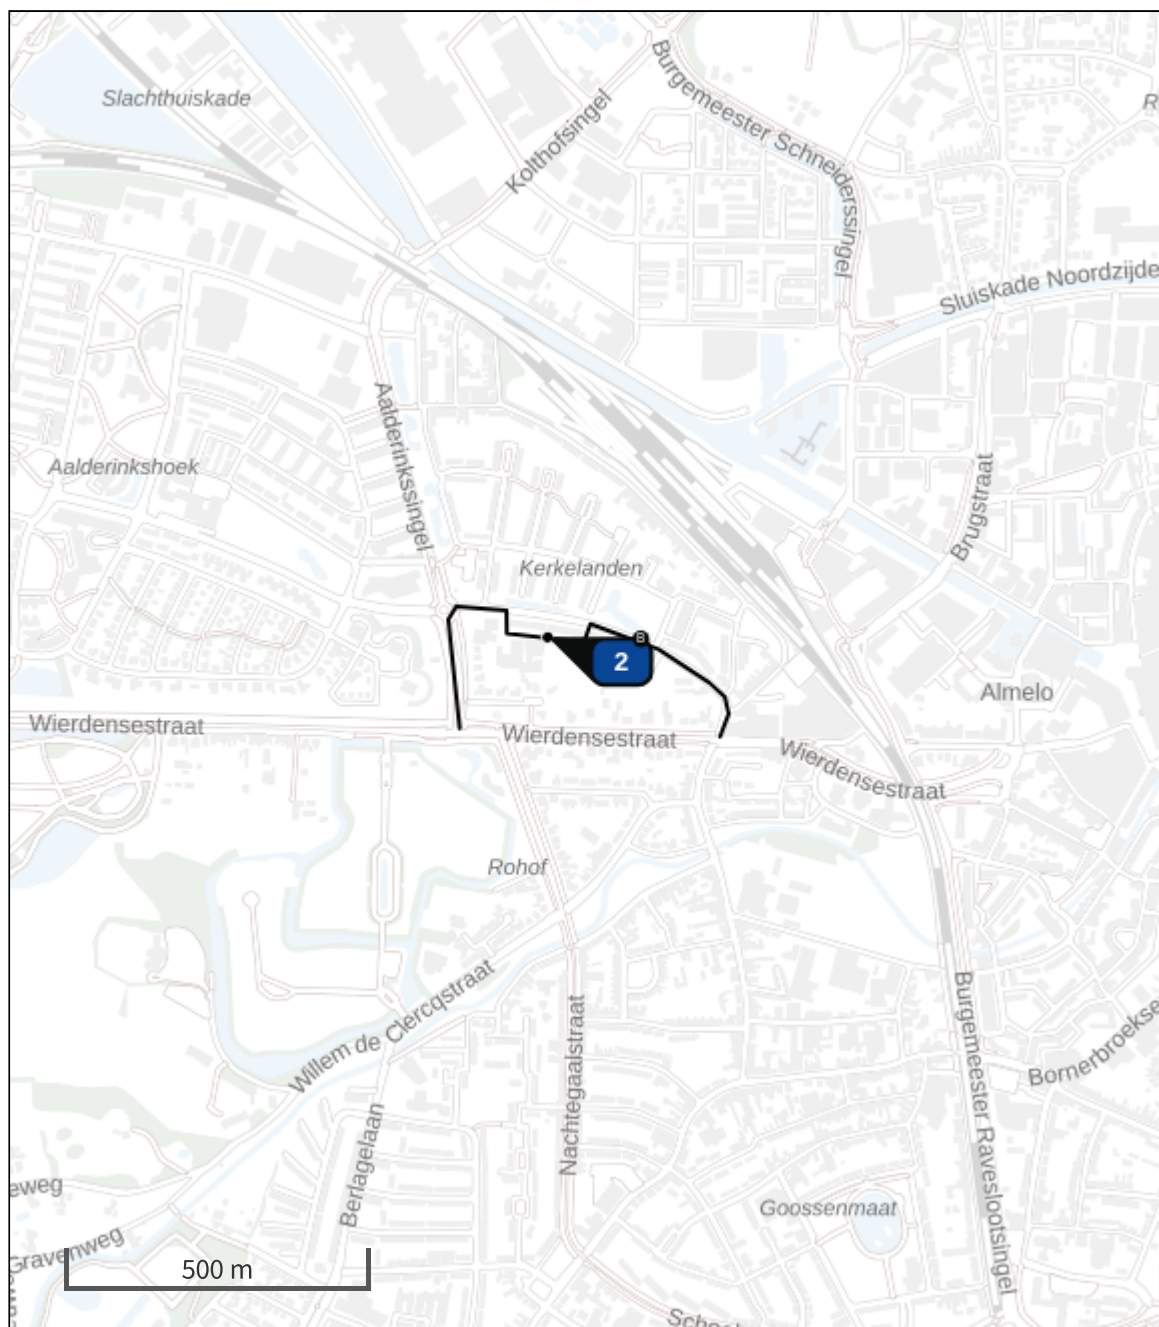 Slachthuiskade
Kolthofsingel
Burgemeester Schneiderssingel
R
Sluiskade Noordzijde
Aalderinkssingel
Aalderinkshoek
Brugstraat
Kerkelanden
B
2
Almelo
Wierdensestraat
Wierdensestraat
Wierdensestraat
Rohof
Willem de Clercqstraat
Nachtegaalstraat
Burgemeester Raveslootsingel
Bornerbroekse
Berlagelaan
eweg
Gravenweg
Goossenmaat
500 m